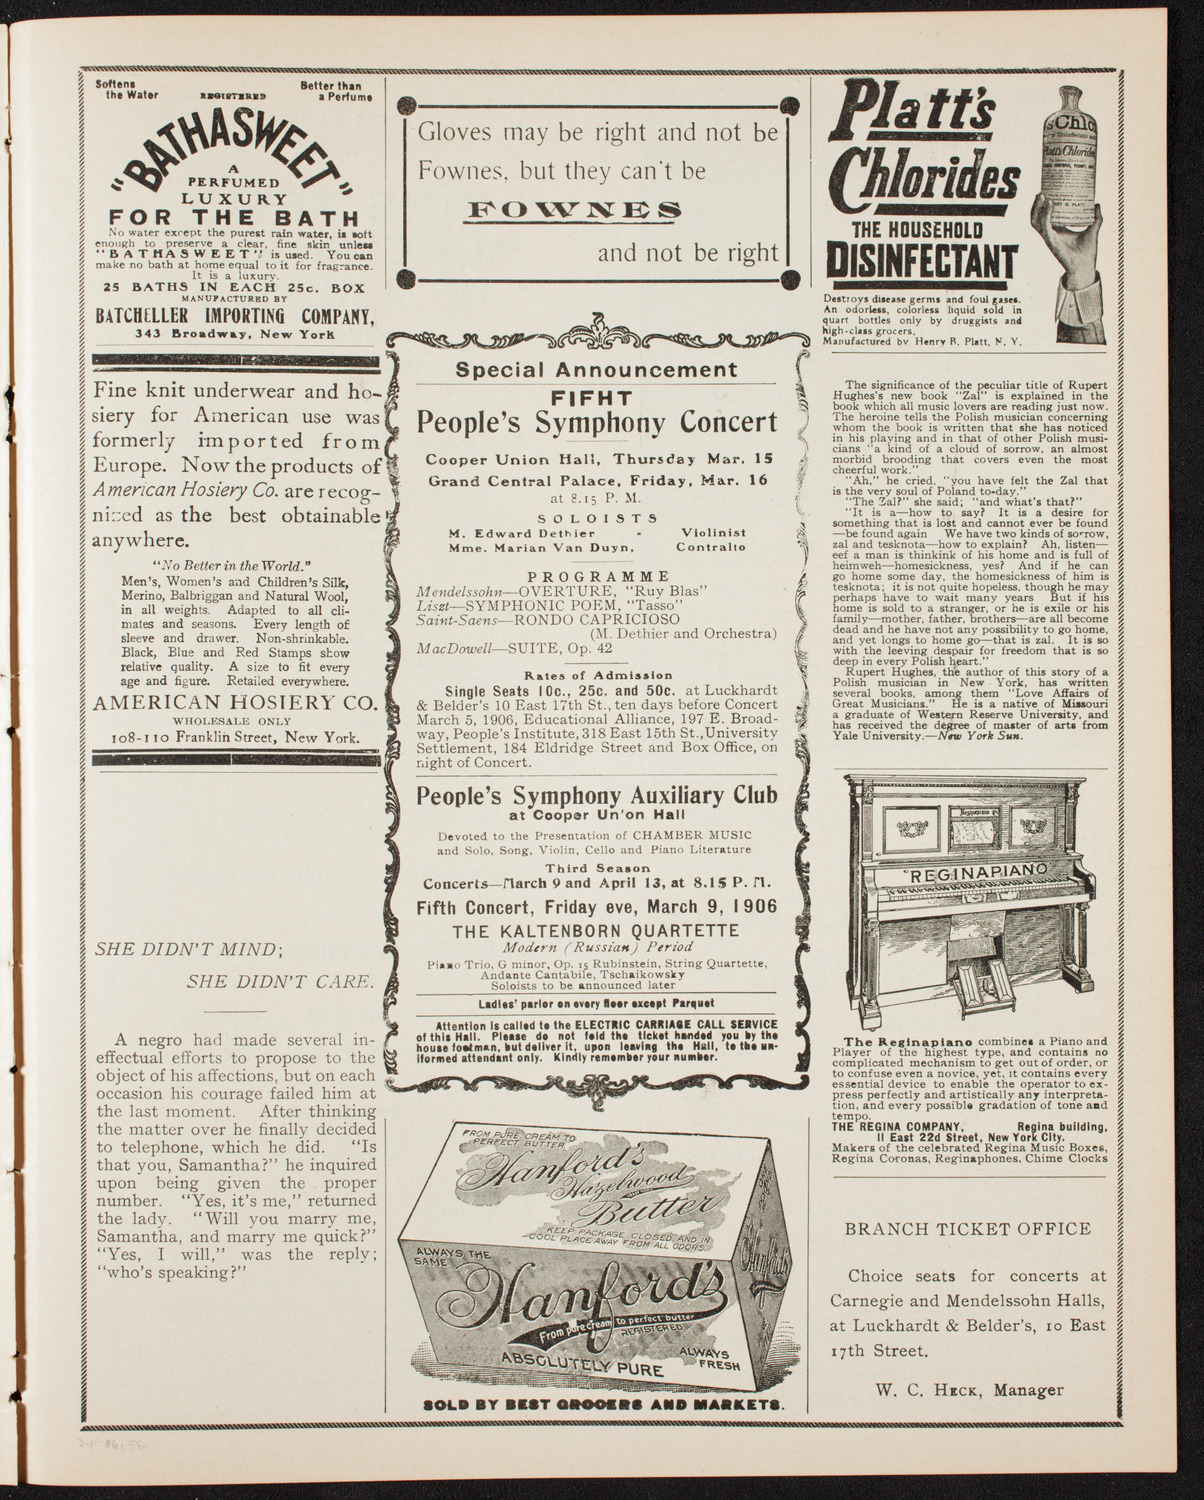 Softens
the Water
REGISTERED
Better than
a Perfume
"BATHASWEET"
A
PERFUMED
LUXURY
FOR THE BATH
No water except the purest rain water, is soft
enough to preserve a clear, fine skin unless
"BATHASWEET" is used. You can
make no bath at home equal to it for fragrance.
It is a luxury.
25 BATHS IN EACH 25c. BOX
MANUFACTURED BY
BATCHELLER IMPORTING COMPANY,
343 Broadway, New York
Fine knit underwear and ho-
siery for American use was
formerly imported from
Europe. Now the products of
American Hosiery Co. are recog-
nized as the best obtainable
anywhere.
"No Better in the World."
Men's, Women's and Children's Silk,
Merino, Balbriggan and Natural Wool,
in all weights. Adapted to all cli-
mates and seasons. Every length of
sleeve and drawer. Non-shrinkable.
Black, Blue and Red Stamps show
relative quality. A size to fit every
age and figure. Retailed everywhere.
AMERICAN HOSIERY CO.
WHOLESALE ONLY
108-110 Franklin Street, New York.
SHE DIDN'T MIND;
SHE DIDN'T CARE.
A negro had made several in-
effectual efforts to propose to the
object of his affections, but on each
occasion his courage failed him at
the last moment. After thinking
the matter over he finally decided
to telephone, which he did. "Is
that you, Samantha?" he inquired
upon being given the proper
number. "Yes, it's me," returned
the lady. "Will you marry me,
Samantha, and marry me quick?"
"Yes, I will," was the reply;
"who's speaking?"
Gloves may be right and not be
Fownes, but they can't be
FOWNES
and not be right
Special Announcement
FIFHT
People's Symphony Concert
Cooper Union Hall, Thursday Mar. 15
Grand Central Palace, Friday, Mar. 16
at 8.15 P. M.
SOLOISTS
M. Edward Dethier - Violinist
Mme. Marian Van Duyn, Contralto
PROGRAMME
Mendelssohn—OVERTURE, "Ruy Blas"
Liszt—SYMPHONIC POEM, "Tasso"
Saint-Saens—RONDO CAPRICIOSO
(M. Dethier and Orchestra)
MacDowell—SUITE, Op. 42
Rates of Admission
Single Seats 10c., 25c. and 50c. at Luckhardt
& Belder's 10 East 17th St., ten days before Concert
March 5, 1906, Educational Alliance, 197 E. Broad-
way, People's Institute, 318 East 15th St., University
Settlement, 184 Eldridge Street and Box Office, on
night of Concert.
People's Symphony Auxiliary Club
at Cooper Un'on Hall
Devoted to the Presentation of CHAMBER MUSIC
and Solo, Song, Violin, Cello and Piano Literature
Third Season
Concerts—March 9 and April 13, at 8.15 P. M.
Fifth Concert, Friday eve, March 9, 1906
THE KALTENBORN QUARTETTE
Modern (Russian) Period
Piano Trio, G minor, Op. 15 Rubinstein, String Quartette,
Andante Cantabile, Tschaikowsky
Soloists to be announced later
Ladies' parlor on every floor except Parquet
Attention is called to the ELECTRIC CARRIAGE CALL SERVICE
of this Hall. Please do not fold the ticket handed you by the
house footman, but deliver it, upon leaving the Hall, to the un-
iformed attendant only. Kindly remember your number.
FROM PURE CREAM TO
PERFECT BUTTER
Hanford's
Hazelwood
Butter
KEEP PACKAGE CLOSED AND IN
COOL PLACE AWAY FROM ALL ODORS.
ALWAYS THE
SAME
Hanford's
From pure cream to perfect butter
REGISTERED
ABSOLUTELY PURE
ALWAYS
FRESH
Hanford's
SOLD BY BEST GROCERS AND MARKETS.
Platt's
Chlorides
THE HOUSEHOLD
DISINFECTANT
Destroys disease germs and foul gases.
An odorless, colorless liquid sold in
quart bottles only by druggists and
high-class grocers.
Manufactured by Henry B. Platt, N. Y.
The significance of the peculiar title of Rupert
Hughes's new book "Zal" is explained in the
book which all music lovers are reading just now.
The heroine tells the Polish musician concerning
whom the book is written that she has noticed
in his playing and in that of other Polish musi-
cians "a kind of a cloud of sorrow, an almost
morbid brooding that covers even the most
cheerful work."
"Ah," he cried, "you have felt the Zal that
is the very soul of Poland to-day."
"The Zal?" she said; "and what's that?"
"It is a—how to say? It is a desire for
something that is lost and cannot ever be found
—be found again We have two kinds of sorrow,
zal and tesknota—how to explain? Ah, listen—
eef a man is thinkink of his home and is full of
heimweh—homesickness, yes? And if he can
go home some day, the homesickness of him is
tesknota; it is not quite hopeless, though he may
perhaps have to wait many years But if his
home is sold to a stranger, or he is exile or his
family—mother, father, brothers—are all become
dead and he have not any possibility to go home,
and yet longs to home go—that is zal. It is so
with the leeving despair for freedom that is so
deep in every Polish heart."
Rupert Hughes, the author of this story of a
Polish musician in New York, has written
several books, among them "Love Affairs of
Great Musicians." He is a native of Missouri
a graduate of Western Reserve University, and
has received the degree of master of arts from
Yale University.—New York Sun.
REGINAPIANO
The Reginapiano combines a Piano and
Player of the highest type, and contains no
complicated mechanism to get out of order, or
to confuse even a novice, yet, it contains every
essential device to enable the operator to ex-
press perfectly and artistically any interpreta-
tion, and every possible gradation of tone and
tempo.
THE REGINA COMPANY, Regina building,
11 East 22d Street, New York City.
Makers of the celebrated Regina Music Boxes,
Regina Coronas, Reginaphones, Chime Clocks
BRANCH TICKET OFFICE
Choice seats for concerts at
Carnegie and Mendelssohn Halls,
at Luckhardt & Belder's, 10 East
17th Street.
W. C. HECK, Manager